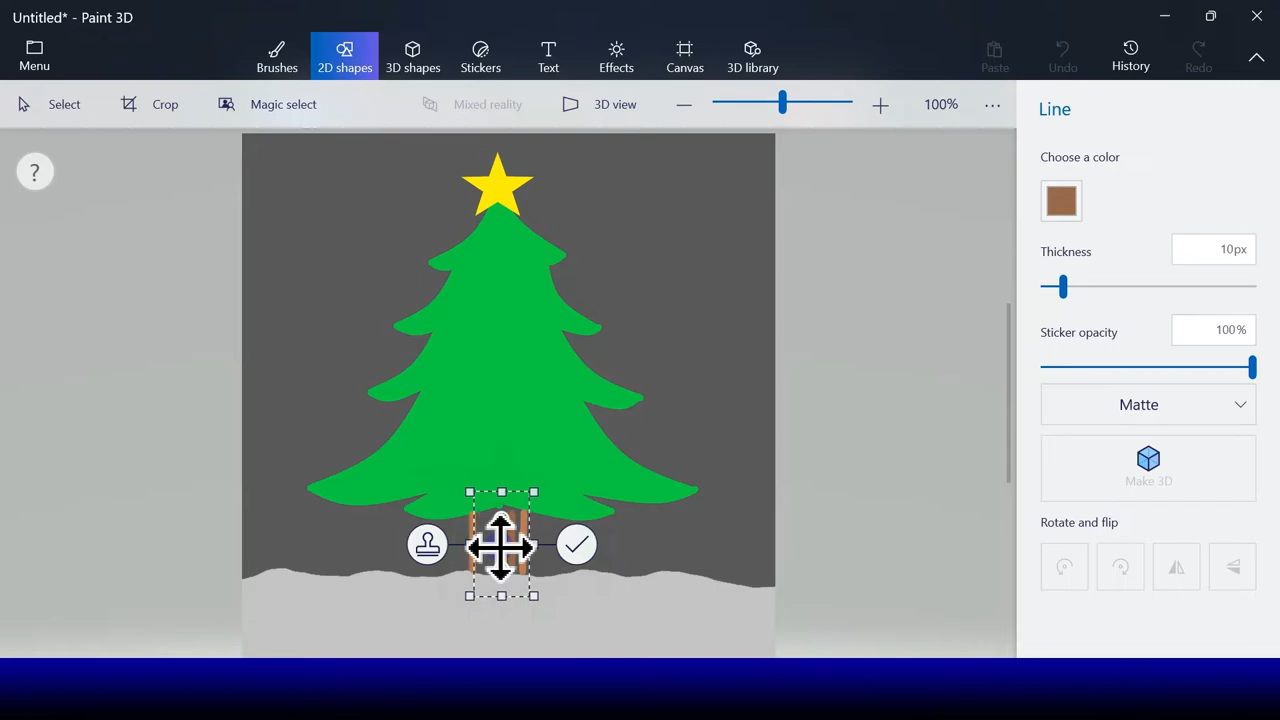 Untitled* - Paint 3D
Menu
Brushes
2D shapes
3D shapes
Stickers
Text
Effects
Canvas
3D library
Paste
Undo
History
Redo
Select
Crop
Magic select
Mixed reality
3D view
100%
Line
?
Choose a color
Thickness
10px
Sticker opacity
100%
Matte
Make 3D
Rotate and flip